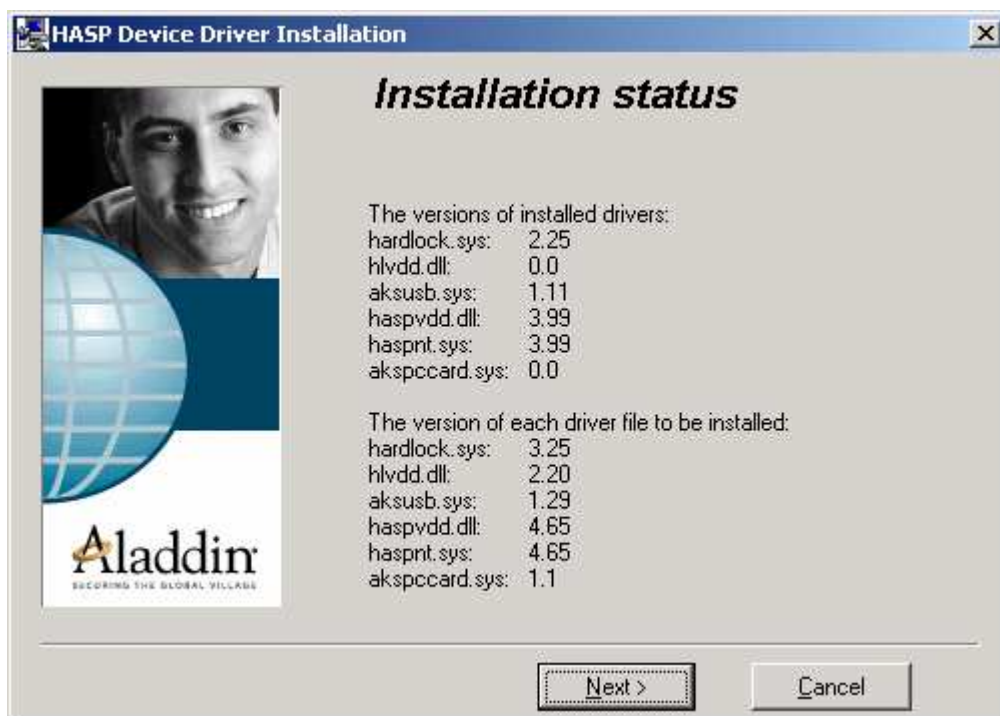 HASP Device Driver Installation
Installation status
The versions of installed drivers:
hardlock.sys: 2.25
hlvdd.dll: 0.0
aksusb.sys: 1.11
haspvdd.dll: 3.99
haspnt.sys: 3.99
akspccard.sys: 0.0
The version of each driver file to be installed:
hardlock.sys: 3.25
hlvdd.dll: 2.20
aksusb.sys: 1.29
haspvdd.dll: 4.65
haspnt.sys: 4.65
akspccard.sys: 1.1
Aladdin
SECURING THE GLOBAL VILLAGE
Next >
Cancel